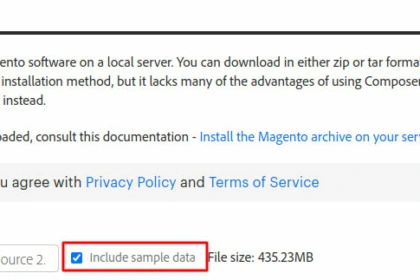 ento software on a local server. You can download in either zip or tar forma
installation method, but it lacks many of the advantages of using Composer
instead.
oaded, consult this documentation - Install the Magento archive on your serv
u agree with Privacy Policy and Terms of Service
ource 2. Include sample data File size: 435.23MB